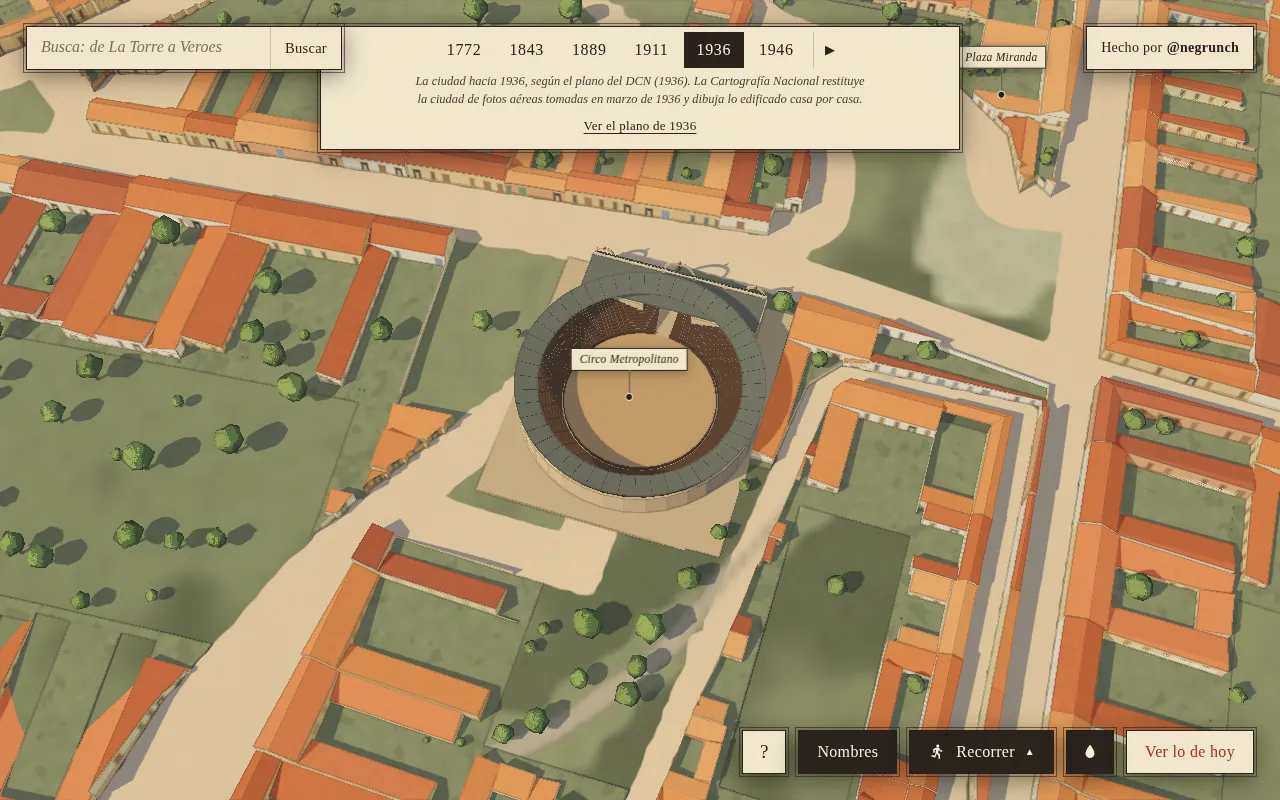 Busca: de La Torre a Veroes
Buscar
1772 1843 1889 1911 1936 1946 ▶
La ciudad hacia 1936, según el plano del DCN (1936). La Cartografía Nacional restituye
la ciudad de fotos aéreas tomadas en marzo de 1936 y dibuja lo edificado casa por casa.
Ver el plano de 1936
Plaza Miranda
Hecho por @negrunch
Circo Metropolitano
?
Nombres
Recorrer ▲
Ver lo de hoy